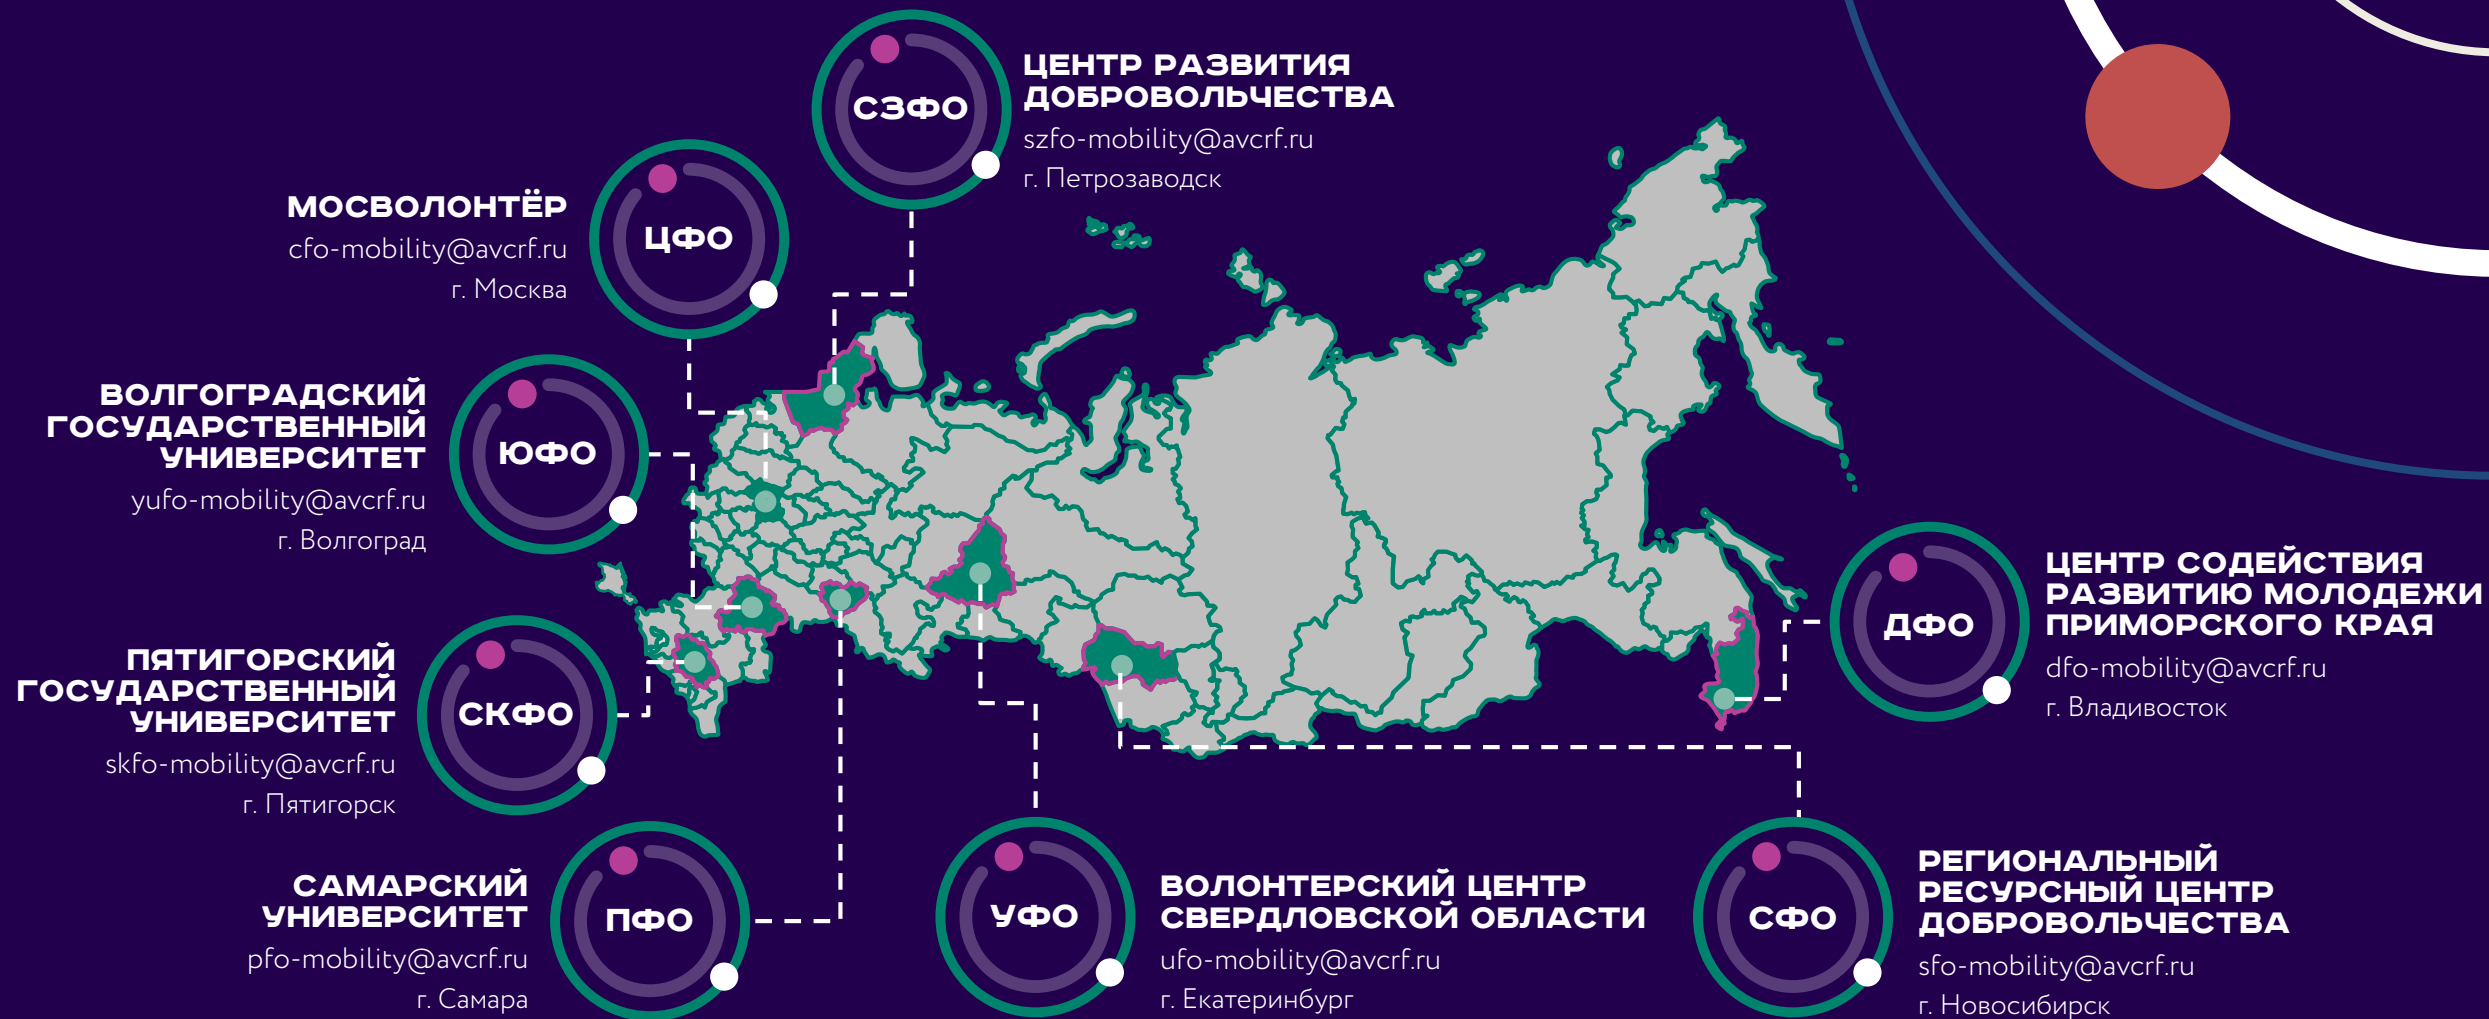 СЗФО
ЦЕНТР РАЗВИТИЯ
ДОБРОВОЛЬЧЕСТВА
szfo-mobility@avcrf.ru
г. Петрозаводск
МОСВОЛОНТЁР
cfo-mobility@avcrf.ru
г. Москва
ЦФО
ВОЛГОГРАДСКИЙ
ГОСУДАРСТВЕННЫЙ
УНИВЕРСИТЕТ
yufo-mobility@avcrf.ru
г. Волгоград
ЮФО
ПЯТИГОРСКИЙ
ГОСУДАРСТВЕННЫЙ
УНИВЕРСИТЕТ
skfo-mobility@avcrf.ru
г. Пятигорск
СКФО
ДФО
ЦЕНТР СОДЕЙСТВИЯ
РАЗВИТИЮ МОЛОДЕЖИ
ПРИМОРСКОГО КРАЯ
dfo-mobility@avcrf.ru
г. Владивосток
САМАРСКИЙ
УНИВЕРСИТЕТ
pfo-mobility@avcrf.ru
г. Самара
ПФО
УФО
ВОЛОНТЕРСКИЙ ЦЕНТР
СВЕРДЛОВСКОЙ ОБЛАСТИ
ufo-mobility@avcrf.ru
г. Екатеринбург
СФО
РЕГИОНАЛЬНЫЙ
РЕСУРСНЫЙ ЦЕНТР
ДОБРОВОЛЬЧЕСТВА
sfo-mobility@avcrf.ru
г. Новосибирск